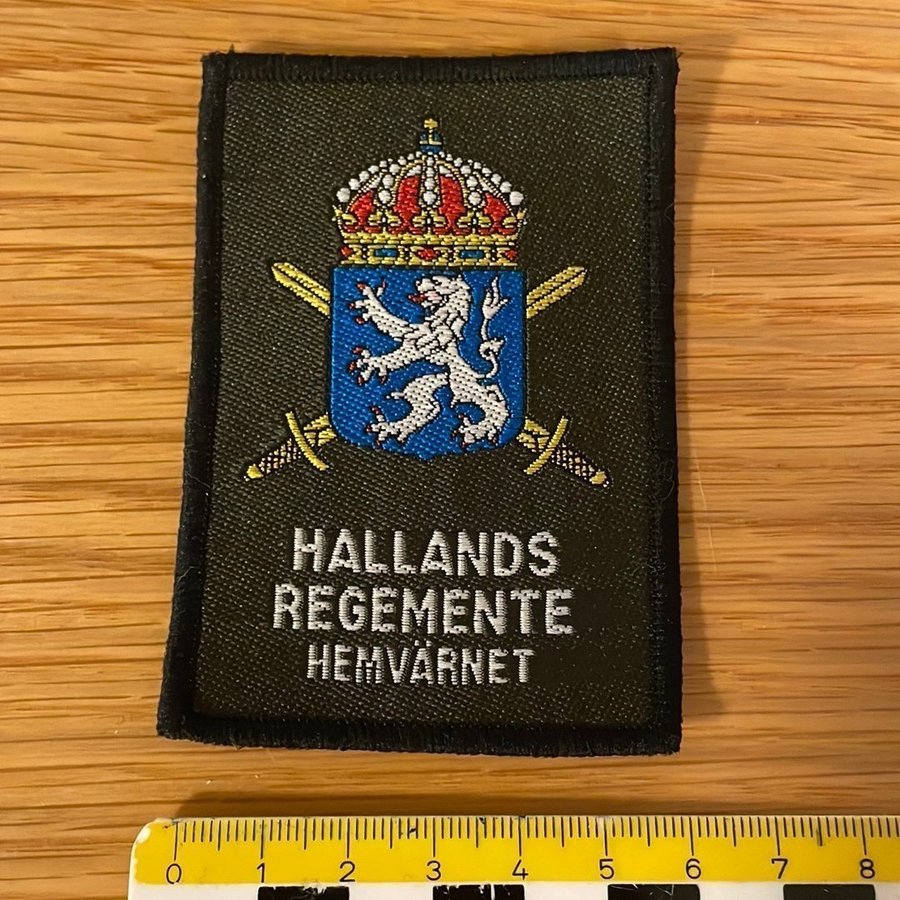 HALLANDS
REGEMENTE
HEMVÄRNET
0 1 2 3 4 5 6 7 8